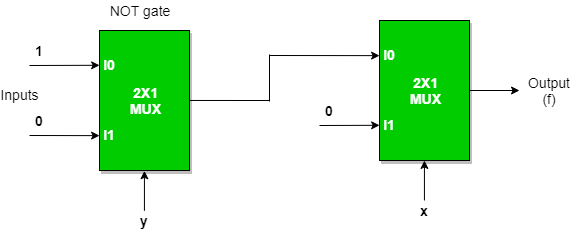 NOT gate
1
I0
Inputs
2X1
MUX
0
I1
y
I0
2X1
MUX
0
I1
x
Output
(f)